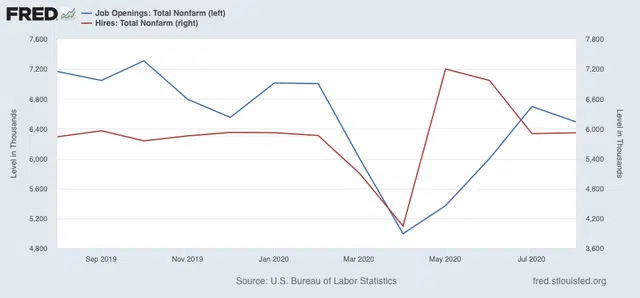 FRED
Job Openings: Total Nonfarm (left)
Hires: Total Nonfarm (right)
7,600
7,200
6,800
6,400
6,000
5,600
5,200
4,800
Level in Thousands
7,800
7,200
6,600
6,000
5,400
4,800
4,200
3,600
Level in Thousands
Sep 2019 Nov 2019 Jan 2020 Mar 2020 May 2020 Jul 2020
Source: U.S. Bureau of Labor Statistics
fred.stlouisfed.org